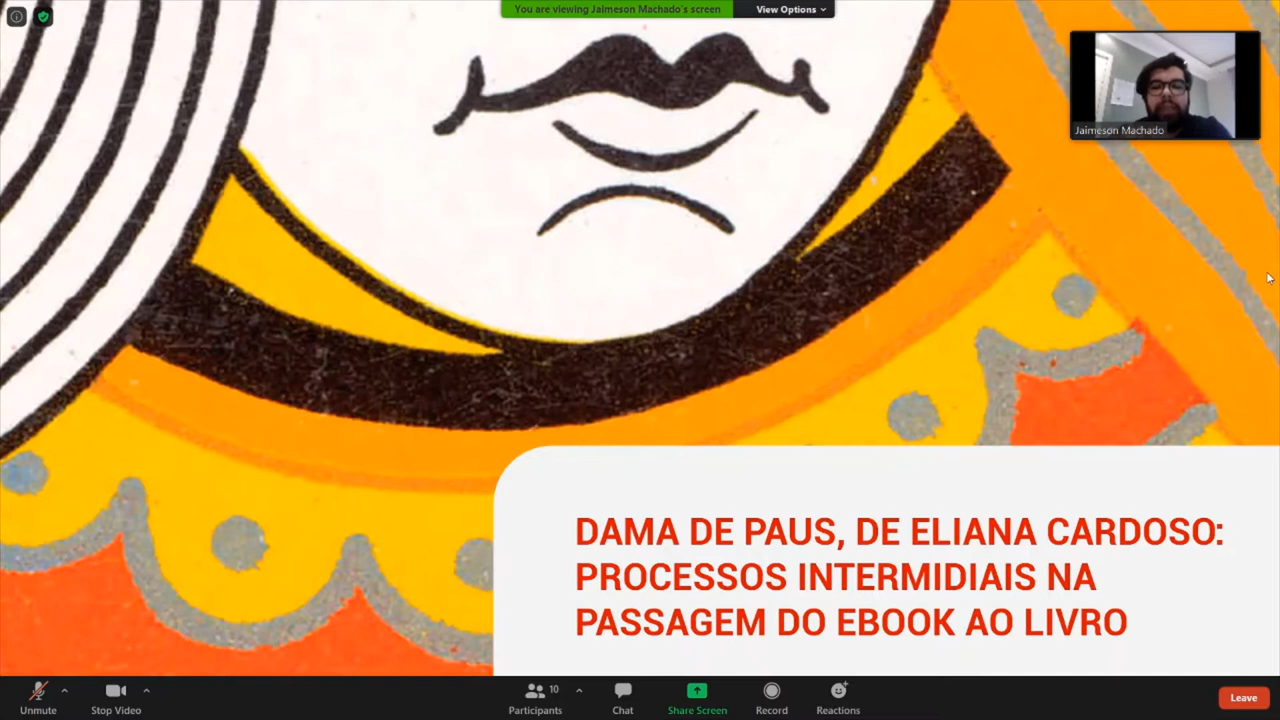 You are viewing Jaimeson Machado's screen
View Options
Jaimeson Machado
DAMA DE PAUS, DE ELIANA CARDOSO:
PROCESSOS INTERMIDIAIS NA
PASSAGEM DO EBOOK AO LIVRO
Unmute
Stop Video
Participants
10
Chat
Share Screen
Record
Reactions
Leave